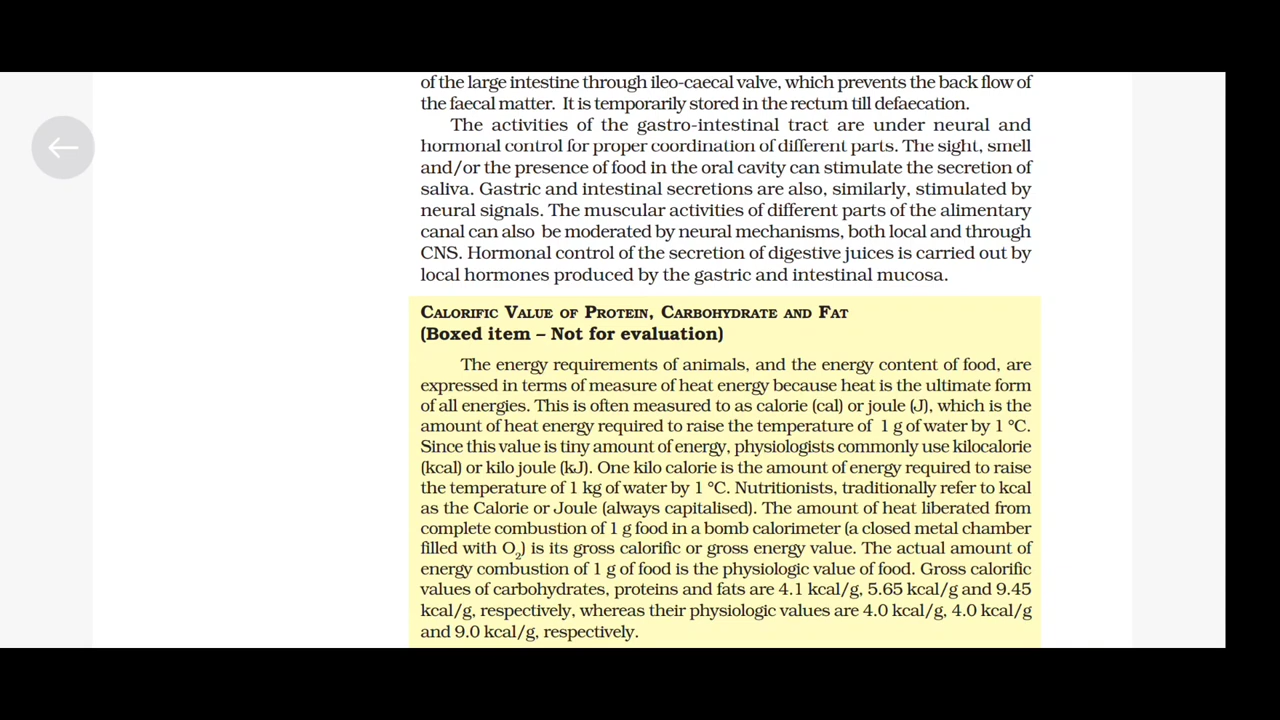 of the large intestine through ileo-caecal valve, which prevents the back flow of
the faecal matter. It is temporarily stored in the rectum till defaecation.
The activities of the gastro-intestinal tract are under neural and
hormonal control for proper coordination of different parts. The sight, smell
and/or the presence of food in the oral cavity can stimulate the secretion of
saliva. Gastric and intestinal secretions are also, similarly, stimulated by
neural signals. The muscular activities of different parts of the alimentary
canal can also be moderated by neural mechanisms, both local and through
CNS. Hormonal control of the secretion of digestive juices is carried out by
local hormones produced by the gastric and intestinal mucosa.
CALORIFIC VALUE OF PROTEIN, CARBOHYDRATE AND FAT
(Boxed item – Not for evaluation)
The energy requirements of animals, and the energy content of food, are
expressed in terms of measure of heat energy because heat is the ultimate form
of all energies. This is often measured to as calorie (cal) or joule (J), which is the
amount of heat energy required to raise the temperature of 1 g of water by 1 °C.
Since this value is tiny amount of energy, physiologists commonly use kilocalorie
(kcal) or kilo joule (kJ). One kilo calorie is the amount of energy required to raise
the temperature of 1 kg of water by 1 °C. Nutritionists, traditionally refer to kcal
as the Calorie or Joule (always capitalised). The amount of heat liberated from
complete combustion of 1 g food in a bomb calorimeter (a closed metal chamber
filled with O₂) is its gross calorific or gross energy value. The actual amount of
energy combustion of 1 g of food is the physiologic value of food. Gross calorific
values of carbohydrates, proteins and fats are 4.1 kcal/g, 5.65 kcal/g and 9.45
kcal/g, respectively, whereas their physiologic values are 4.0 kcal/g, 4.0 kcal/g
and 9.0 kcal/g, respectively.